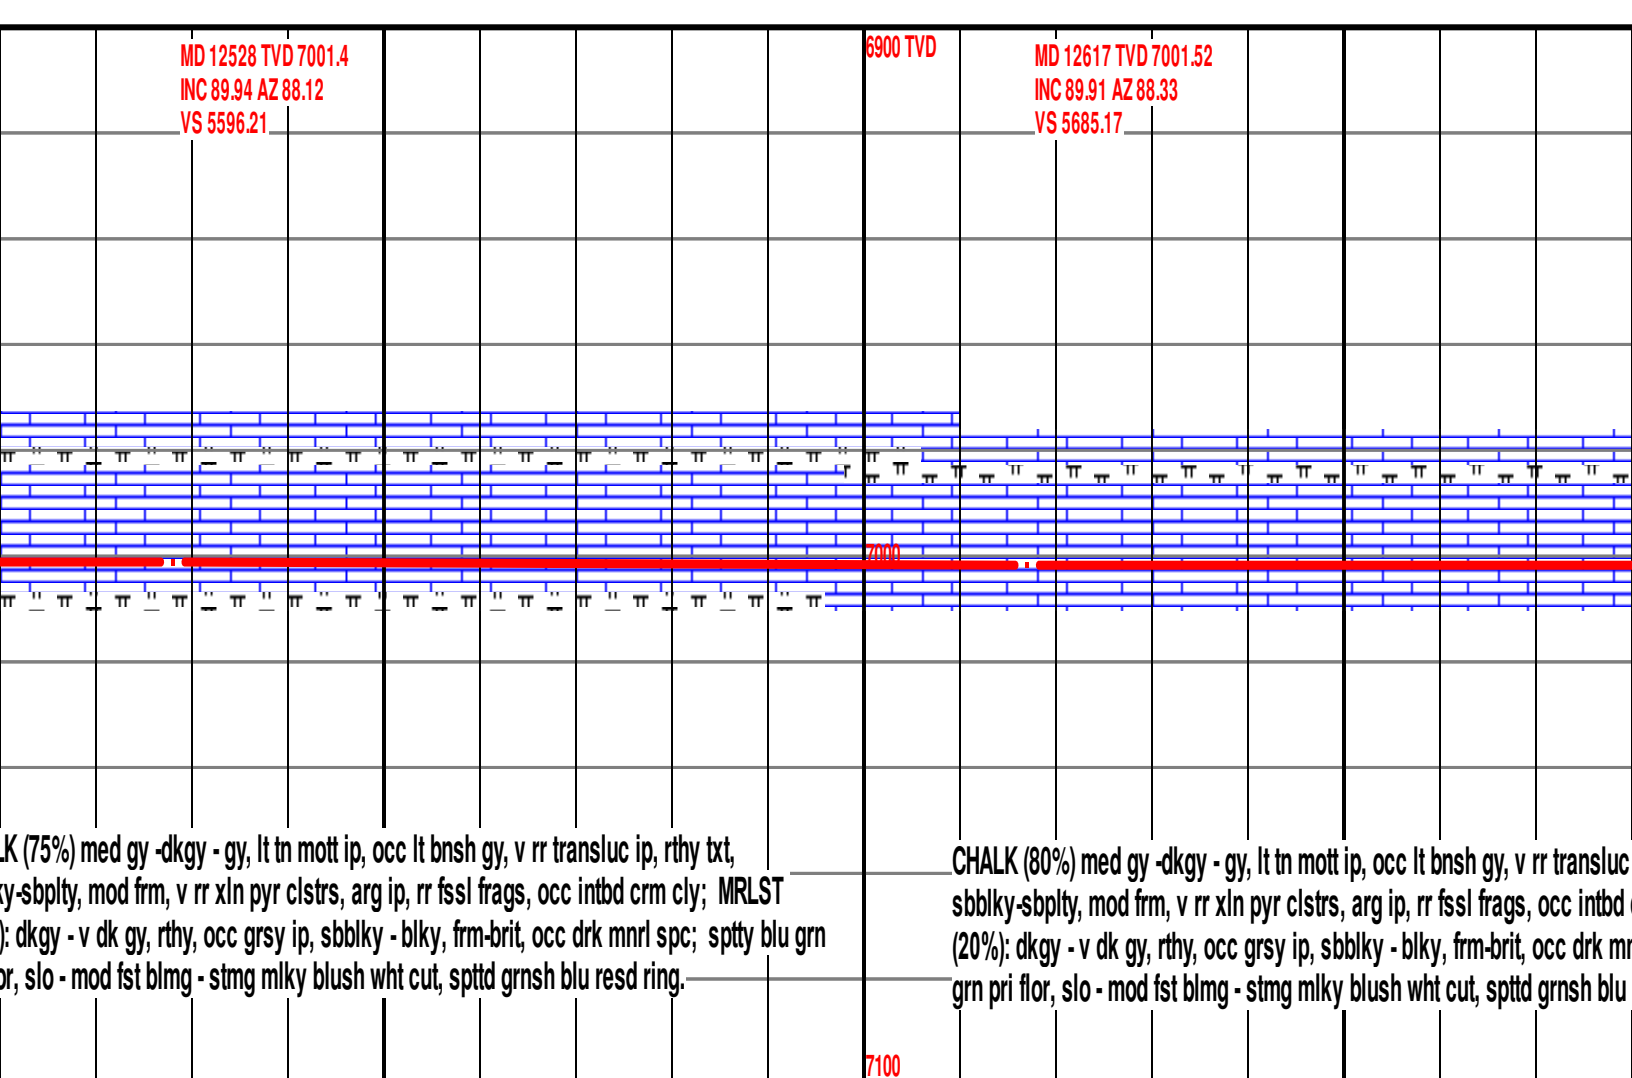 MD 12528 TVD 7001.4
INC 89.94 AZ 88.12
VS 5596.21
6900 TVD
MD 12617 TVD 7001.52
INC 89.91 AZ 88.33
VS 5685.17
7000
LK (75%) med gy -dkgy - gy, lt tn mott ip, occ lt bnsh gy, v rr transluc ip, rthy txt,
ky-sbplty, mod frm, v rr xln pyr clstrs, arg ip, rr fssl frags, occ intbd crm cly;  MRLST
): dkgy - v dk gy, rthy, occ grsy ip, sbblky - blky, frm-brit, occ drk mnrl spc;  sptty blu grn
or, slo - mod fst blmg - stmg mlky blush wht cut, spttd grnsh blu resd ring.
CHALK (80%) med gy -dkgy - gy, lt tn mott ip, occ lt bnsh gy, v rr transluc
sbblky-sbplty, mod frm, v rr xln pyr clstrs, arg ip, rr fssl frags, occ intbd
(20%): dkgy - v dk gy, rthy, occ grsy ip, sbblky - blky, frm-brit, occ drk
grn pri flor, slo - mod fst blmg - stmg mlky blush wht cut, spttd grnsh blu
7100